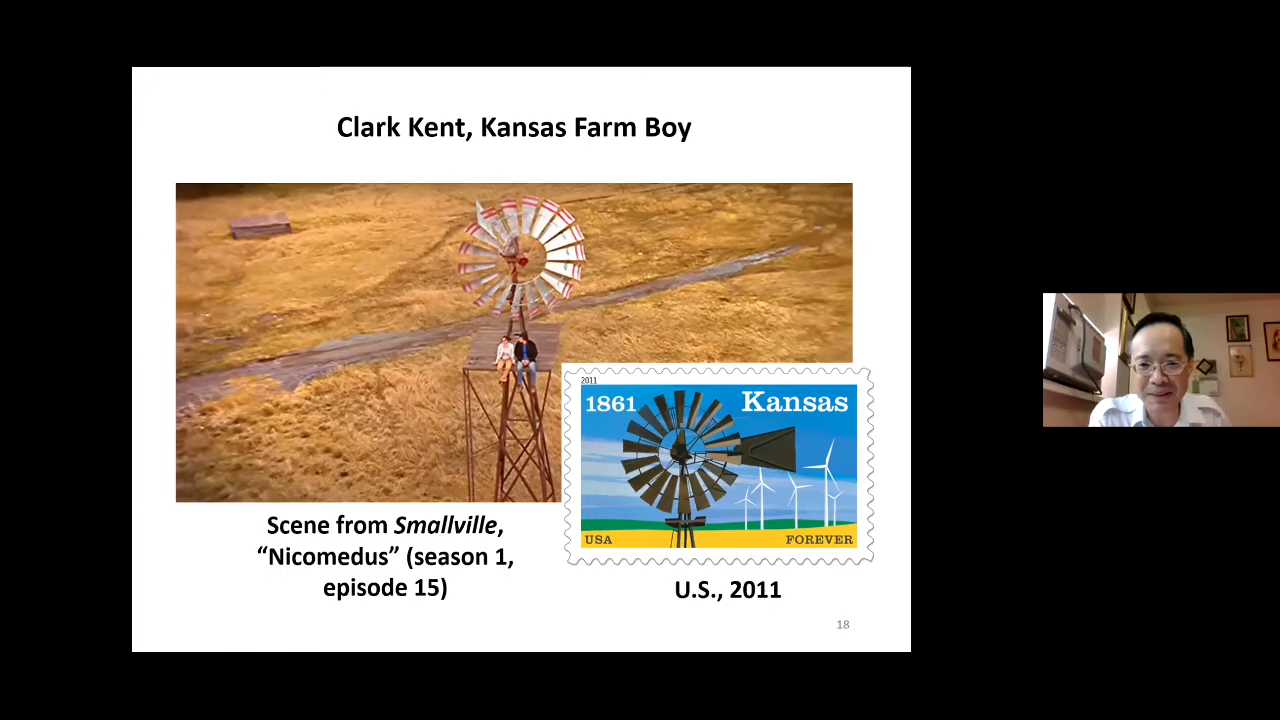 Clark Kent, Kansas Farm Boy
2011
1861 Kansas
USA FOREVER
Scene from Smallville,
“Nicomedus” (season 1,
episode 15)
U.S., 2011
18